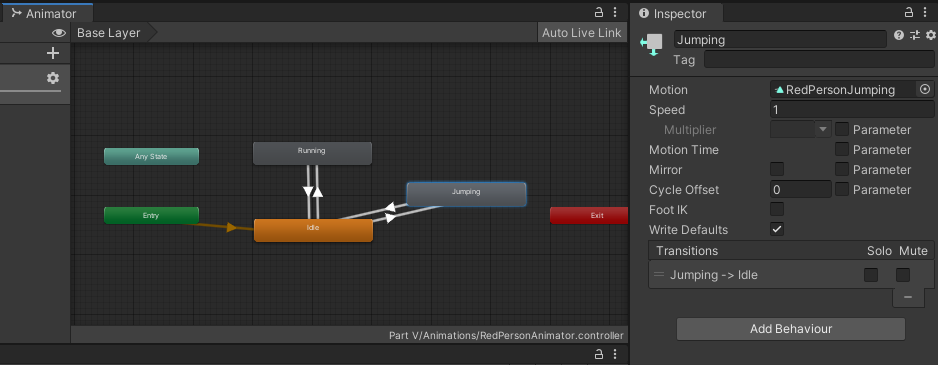 Animator
Base Layer
Auto Live Link
Running
Any State
Jumping
Entry
Idle
Exit
Part V/Animations/RedPersonAnimator.controller
Inspector
Jumping
Tag
Motion RedPersonJumping
Speed 1
Multiplier Parameter
Motion Time Parameter
Mirror Parameter
Cycle Offset 0 Parameter
Foot IK
Write Defaults
Transitions Solo Mute
Jumping -> Idle
Add Behaviour